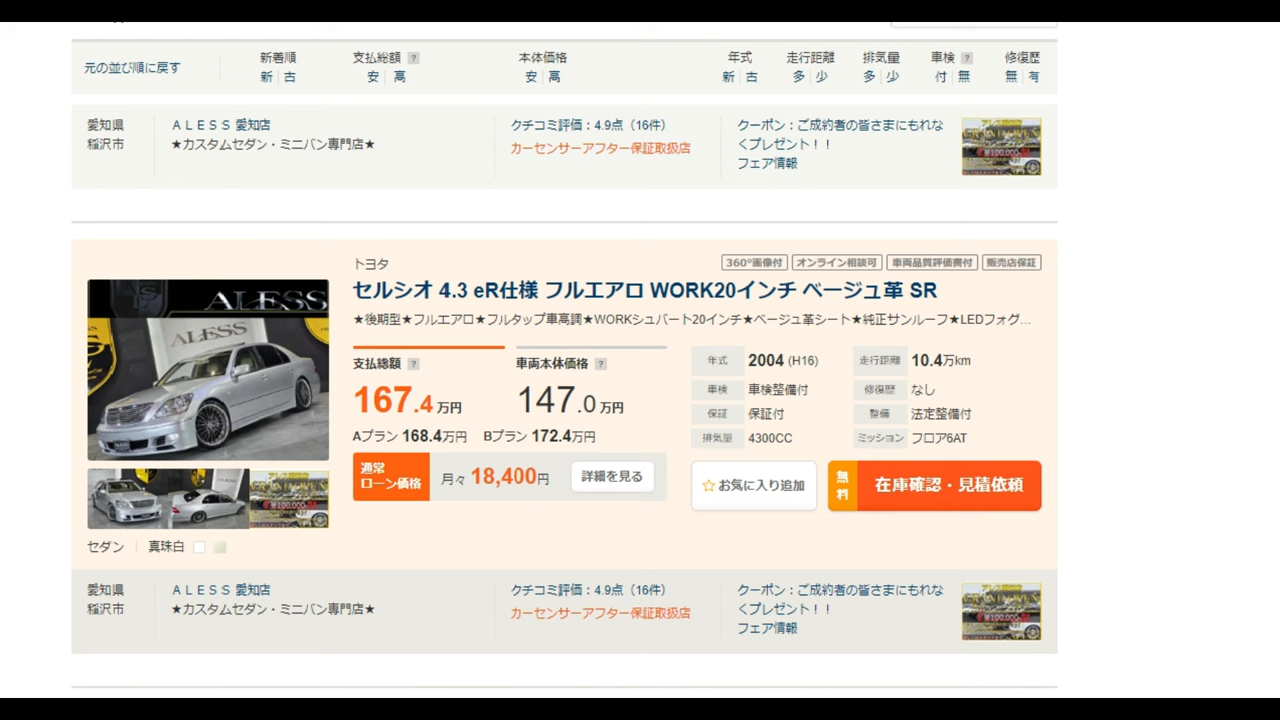 元の並び順に戻す
新着順
新 古
支払総額 ?
安 高
本体価格
安 高
年式
新 古
走行距離
多 少
排気量
多 少
車検 ?
付 無
修復歴
無 有
愛知県
稲沢市
ALESS 愛知店
★カスタムセダン・ミニバン専門店★
クチコミ評価:4.9点(16件)
カーセンサーアフター保証取扱店
クーポン:ご成約者の皆さまにもれな
くプレゼント!!
フェア情報
¥100,000
トヨタ
360°画像付 オンライン相談可 車両品質評価書付 販売店保証
セルシオ 4.3 eR仕様 フルエアロ WORK20インチ ベージュ革 SR
★後期型★フルエアロ★フルタップ車高調★WORKシュバート20インチ★ベージュ革シート★純正サンルーフ★LEDフォグ...
ALESS
ALESS
支払総額 ?
167.4 万円
車両本体価格 ?
147.0 万円
Aプラン 168.4万円 Bプラン 172.4万円
通常
ローン価格
月々 18,400円
詳細を見る
年式 2004 (H16)
走行距離 10.4万km
車検 車検整備付
修復歴 なし
保証 保証付
整備 法定整備付
排気量 4300CC
ミッション フロア6AT
お気に入り追加
無料
在庫確認・見積依頼
¥100,000
セダン 真珠白
愛知県
稲沢市
ALESS 愛知店
★カスタムセダン・ミニバン専門店★
クチコミ評価:4.9点(16件)
カーセンサーアフター保証取扱店
クーポン:ご成約者の皆さまにもれな
くプレゼント!!
フェア情報
¥100,000